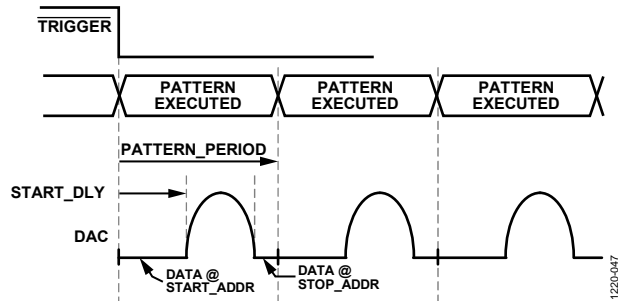 TRIGGER
PATTERN
EXECUTED
PATTERN
EXECUTED
PATTERN
EXECUTED
PATTERN_PERIOD
START_DLY
DAC
DATA @
START_ADDR
DATA @
STOP_ADDR
1220-047